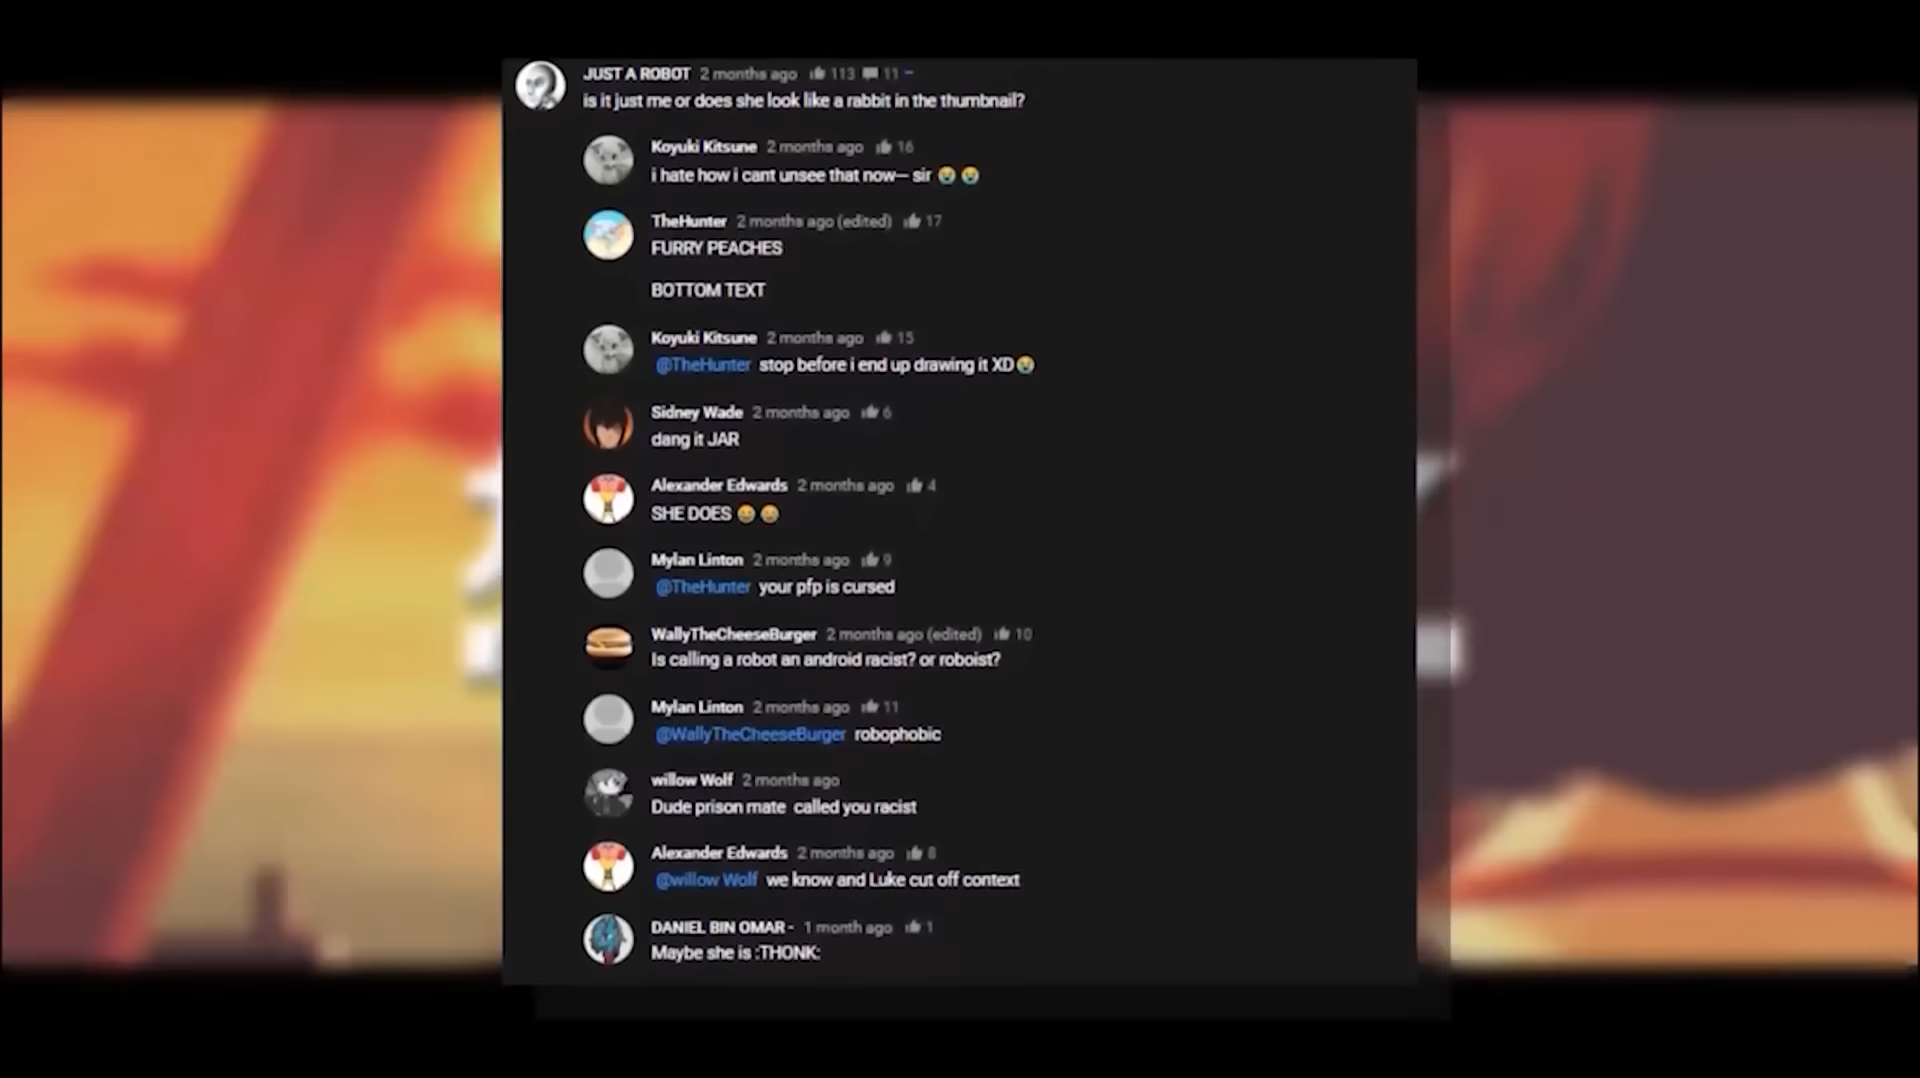 JUST A ROBOT 2 months ago 113 11
is it just me or does she look like a rabbit in the thumbnail?
Koyuki Kitsune 2 months ago 16
i hate how i cant unsee that now— sir 😭 😭
TheHunter 2 months ago (edited) 17
FURRY PEACHES
BOTTOM TEXT
Koyuki Kitsune 2 months ago 15
@TheHunter stop before i end up drawing it XD😭
Sidney Wade 2 months ago 6
dang it JAR
Alexander Edwards 2 months ago 4
SHE DOES 😂 😂
Mylan Linton 2 months ago 9
@TheHunter your pfp is cursed
WallyTheCheeseBurger 2 months ago (edited) 10
Is calling a robot an android racist? or roboist?
Mylan Linton 2 months ago 11
@WallyTheCheeseBurger robophobic
willow Wolf 2 months ago
Dude prison mate called you racist
Alexander Edwards 2 months ago 8
@willow Wolf we know and Luke cut off context
DANIEL BIN OMAR - 1 month ago 1
Maybe she is :THONK: